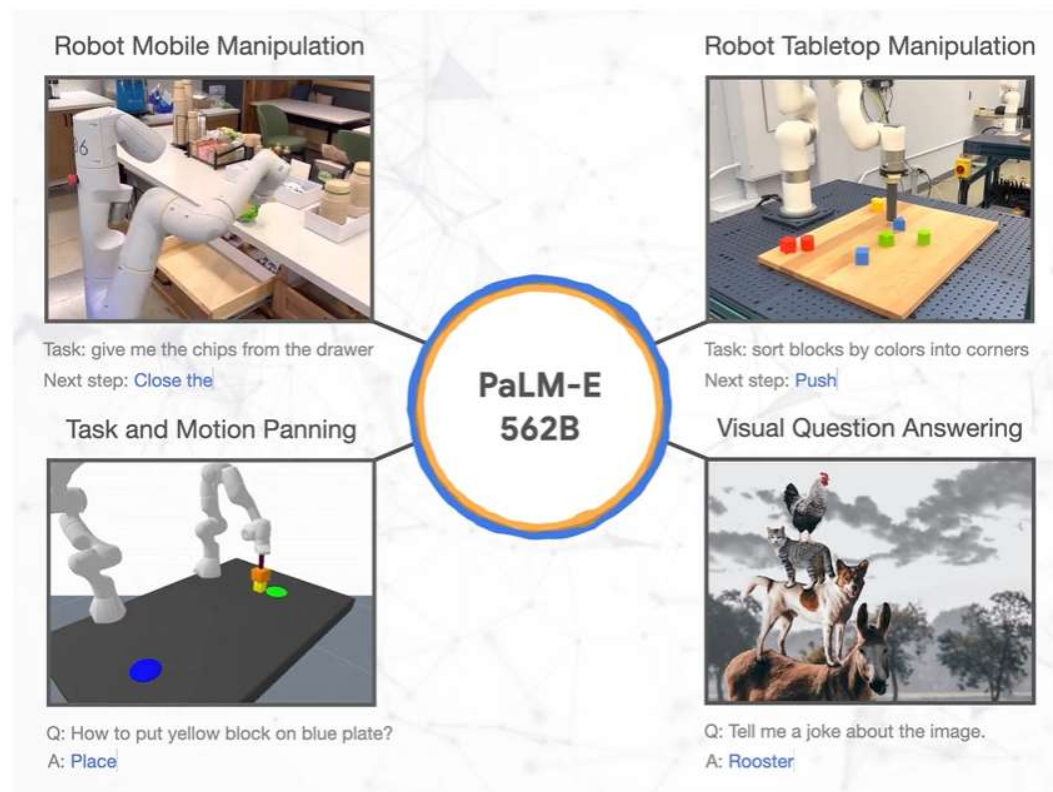 Robot Mobile Manipulation
Robot Tabletop Manipulation
Task: give me the chips from the drawer
Next step: Close the
Task: sort blocks by colors into corners
Next step: Push
PaLM-E
562B
Task and Motion Panning
Visual Question Answering
Q: How to put yellow block on blue plate?
A: Place
Q: Tell me a joke about the image.
A: Rooster